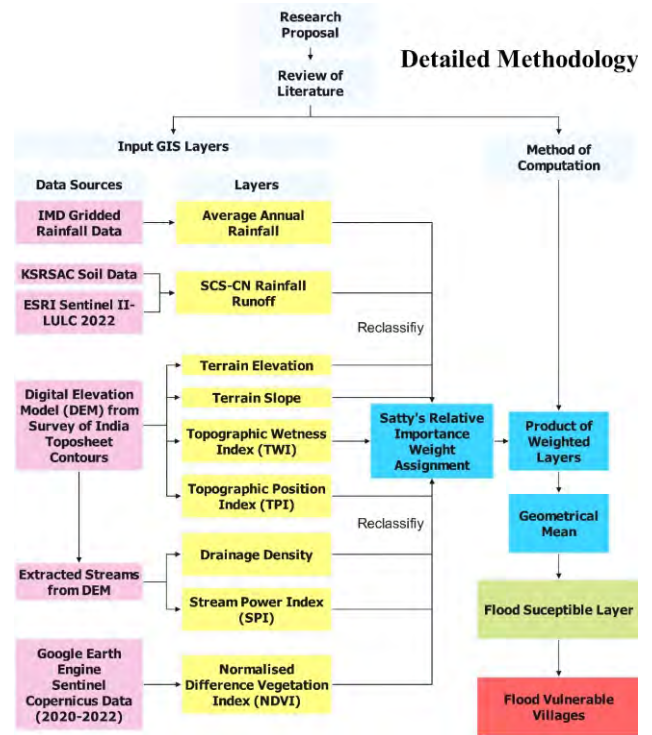 Research
Proposal
Detailed Methodology
Review of
Literature
Input GIS Layers
Method of
Computation
Data Sources
Layers
IMD Gridded
Rainfall Data
Average Annual
Rainfall
KSRSAC Soil Data
ESRI Sentinel II-
LULC 2022
SCS-CN Rainfall
Runoff
Reclassifiy
Digital Elevation
Model (DEM) from
Survey of India
Toposheet
Contours
Terrain Elevation
Terrain Slope
Topographic Wetness
Index (TWI)
Topographic Position
Index (TPI)
Satty's Relative
Importance
Weight
Assignment
Product of
Weighted
Layers
Reclassifiy
Geometrical
Mean
Extracted Streams
from DEM
Drainage Density
Stream Power Index
(SPI)
Flood Suceptible Layer
Google Earth
Engine
Sentinel
Copernicus Data
(2020-2022)
Normalised
Difference Vegetation
Index (NDVI)
Flood Vulnerable
Villages